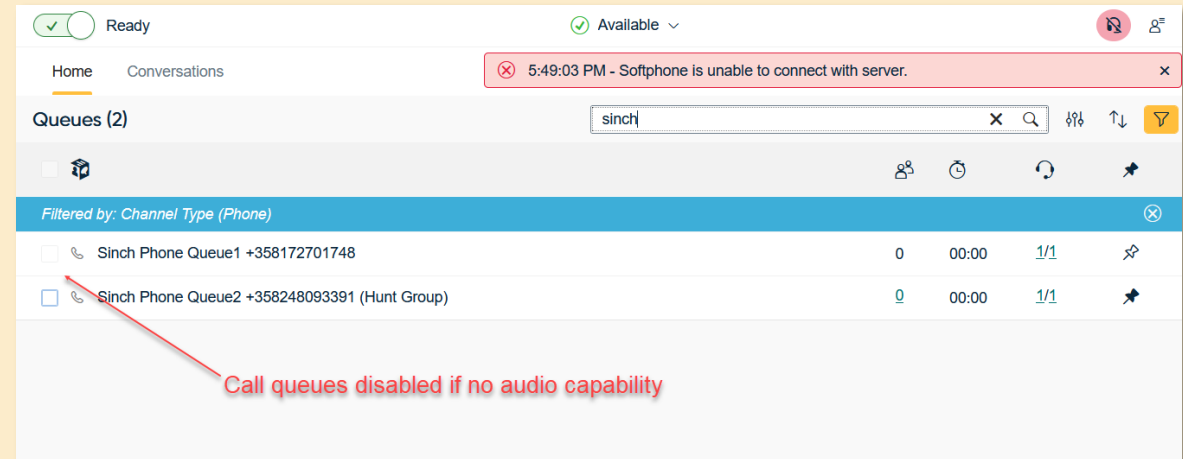 Ready
Available
Home Conversations
5:49:03 PM - Softphone is unable to connect with server.
Queues (2)
sinch
Filtered by: Channel Type (Phone)
Sinch Phone Queue1 +358172701748 0 00:00 1/1
Sinch Phone Queue2 +358248093391 (Hunt Group) 0 00:00 1/1
Call queues disabled if no audio capability